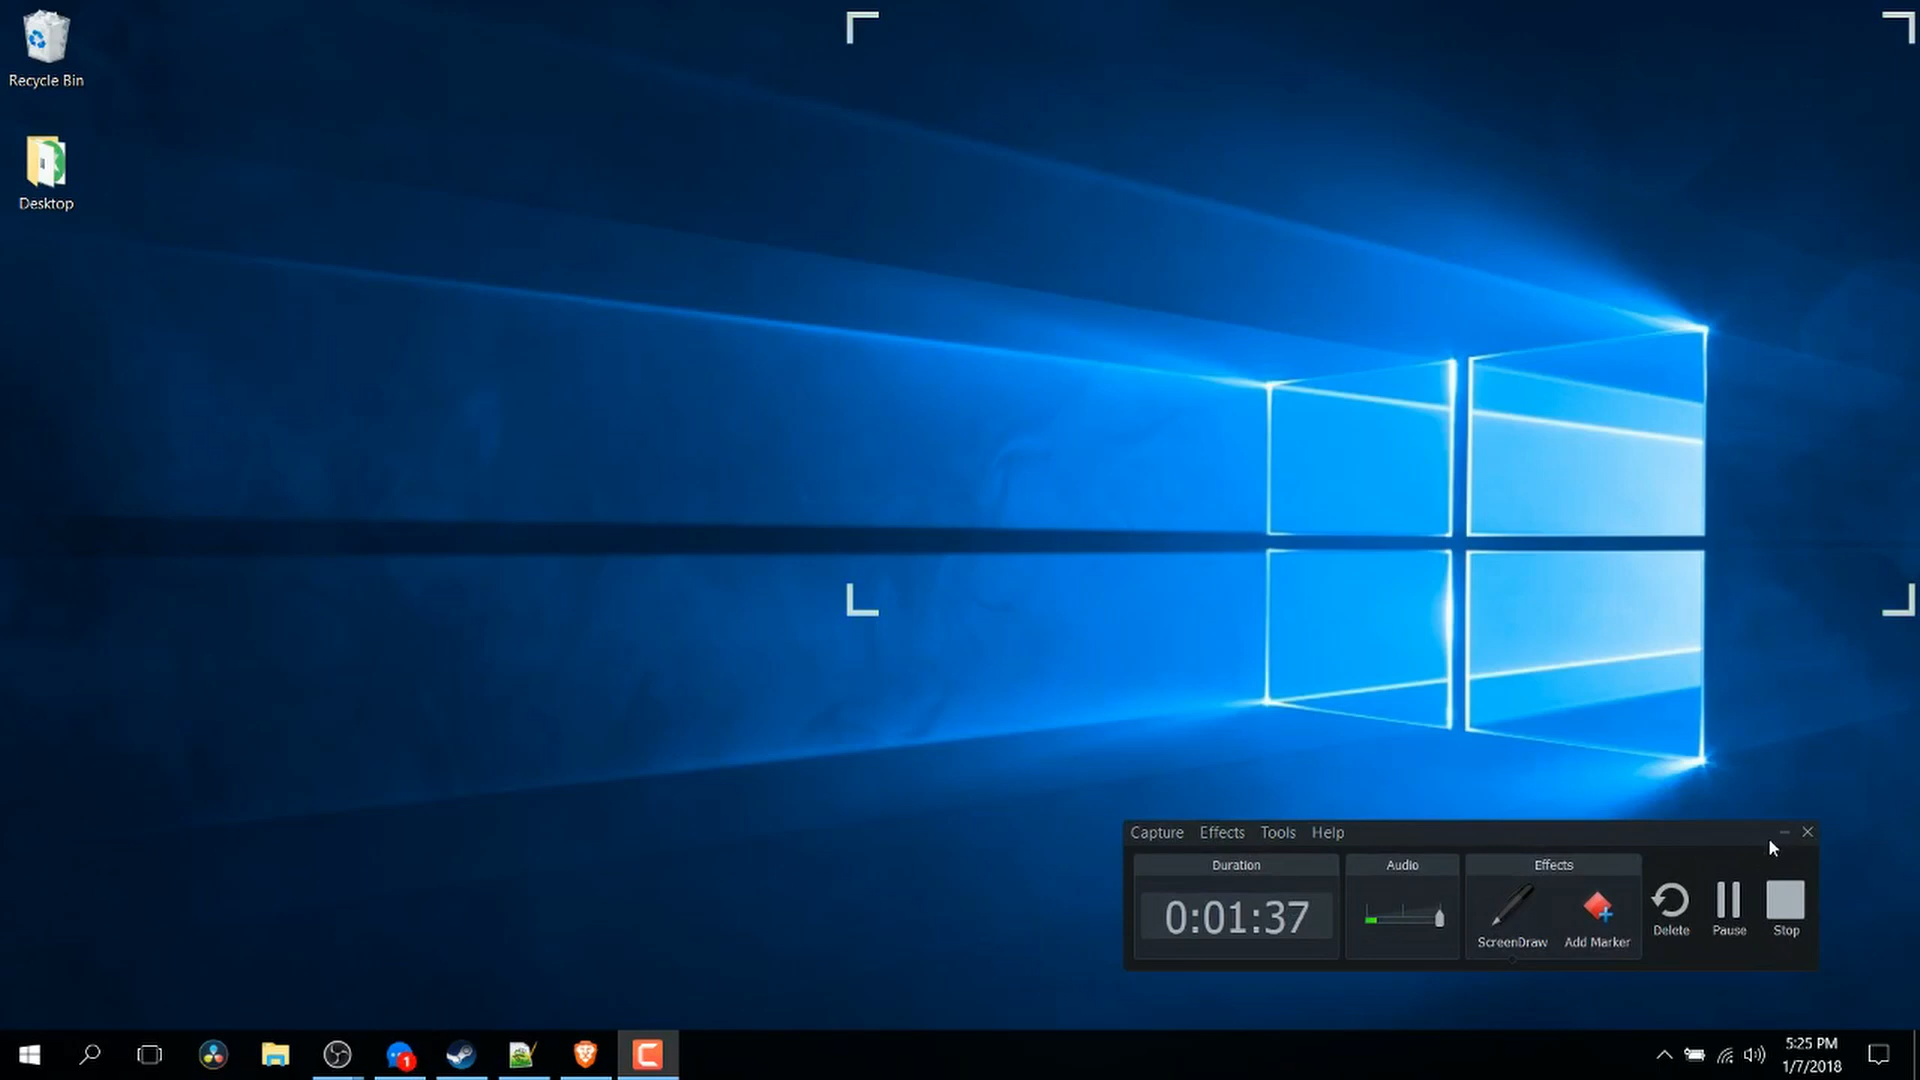 Recycle Bin
Desktop
Capture Effects Tools Help
Duration Audio Effects
0:01:37
ScreenDraw Add Marker Delete Pause Stop
1
5:25 PM
1/7/2018